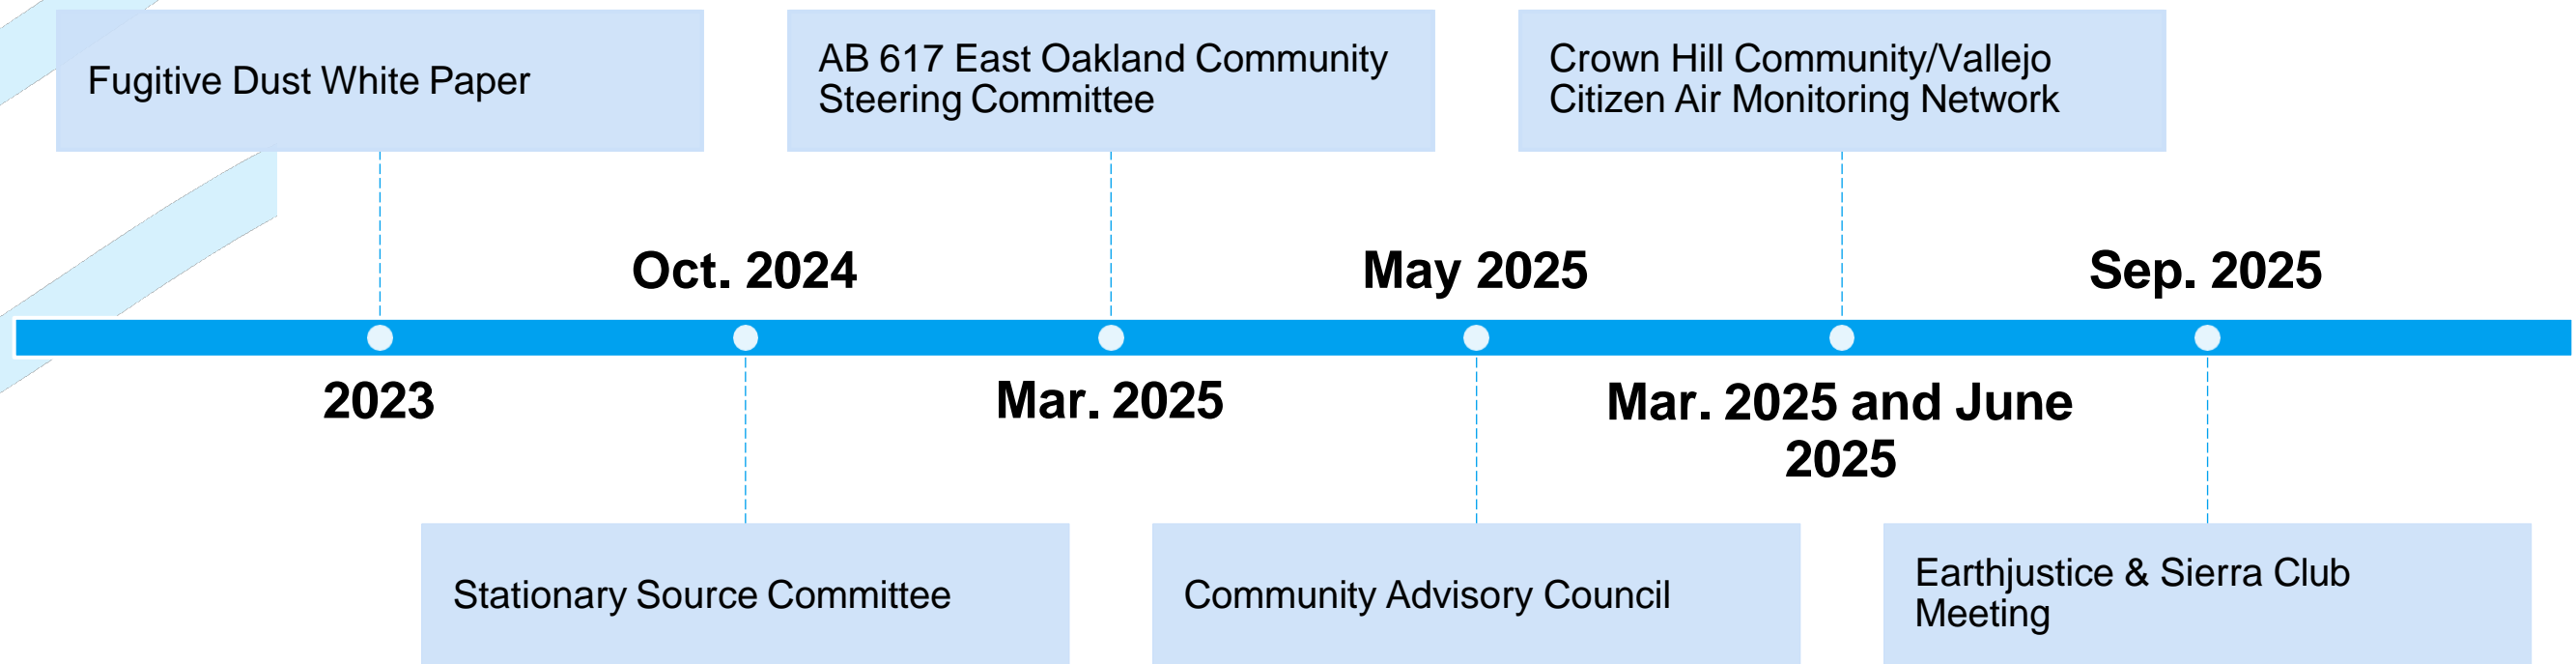 Fugitive Dust White Paper
AB 617 East Oakland Community
Steering Committee
Crown Hill Community/Vallejo
Citizen Air Monitoring Network
Oct. 2024
May 2025
Sep. 2025
2023
Mar. 2025
Mar. 2025 and June
2025
Stationary Source Committee
Community Advisory Council
Earthjustice & Sierra Club
Meeting